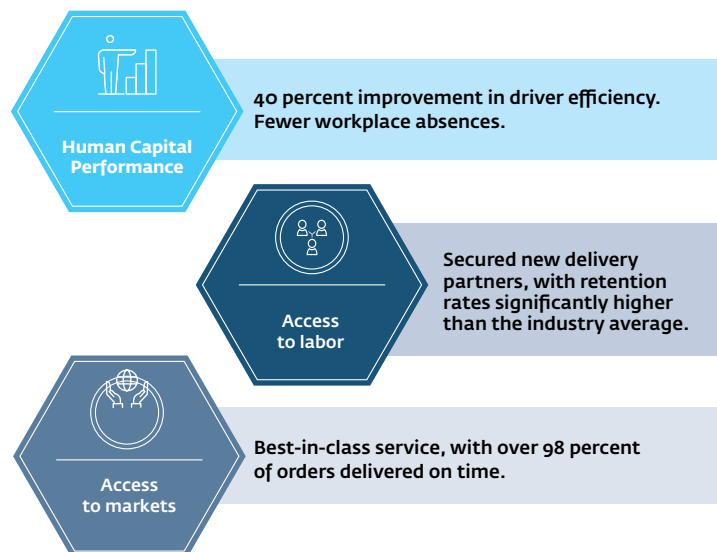 Human Capital
Performance
40 percent improvement in driver efficiency.
Fewer workplace absences.
Access
to labor
Secured new delivery
partners, with retention
rates significantly higher
than the industry average.
Access
to markets
Best-in-class service, with over 98 percent
of orders delivered on time.